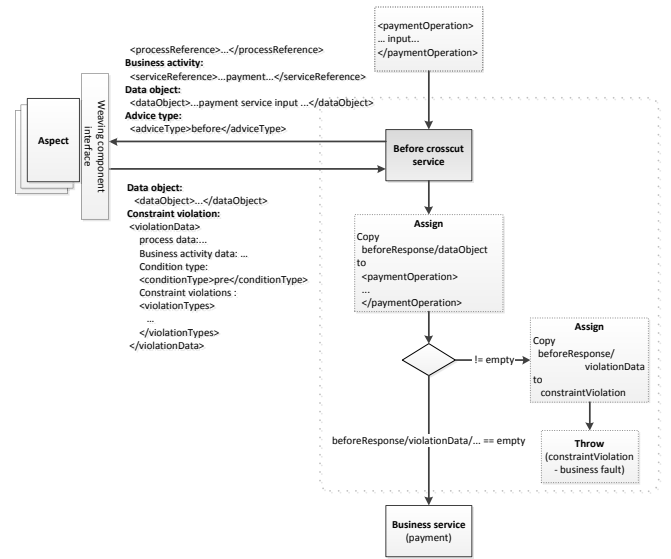 <paymentOperation>
... input...
</paymentOperation>
<processReference>...</processReference>
Business activity:
<serviceReference>...payment...</serviceReference>
Data object:
<dataObject>...payment service input ...</dataObject>
Advice type:
<adviceType>before</adviceType>
Aspect
Weaving component
interface
Before crosscut
service
Data object:
<dataObject>...</dataObject>
Constraint violation:
<violationData>
process data:...
Business activity data: ...
Condition type:
<conditionType>pre</conditionType>
Constraint violations :
<violationTypes>
...
</violationTypes>
</violationData>
Assign
Copy
beforeResponse/dataObject
to
<paymentOperation>
...
</paymentOperation>
!= empty
Assign
Copy
beforeResponse/
violationData
to
constraintViolation
beforeResponse/violationData/... == empty
Throw
(constraintViolation
- business fault)
Business service
(payment)